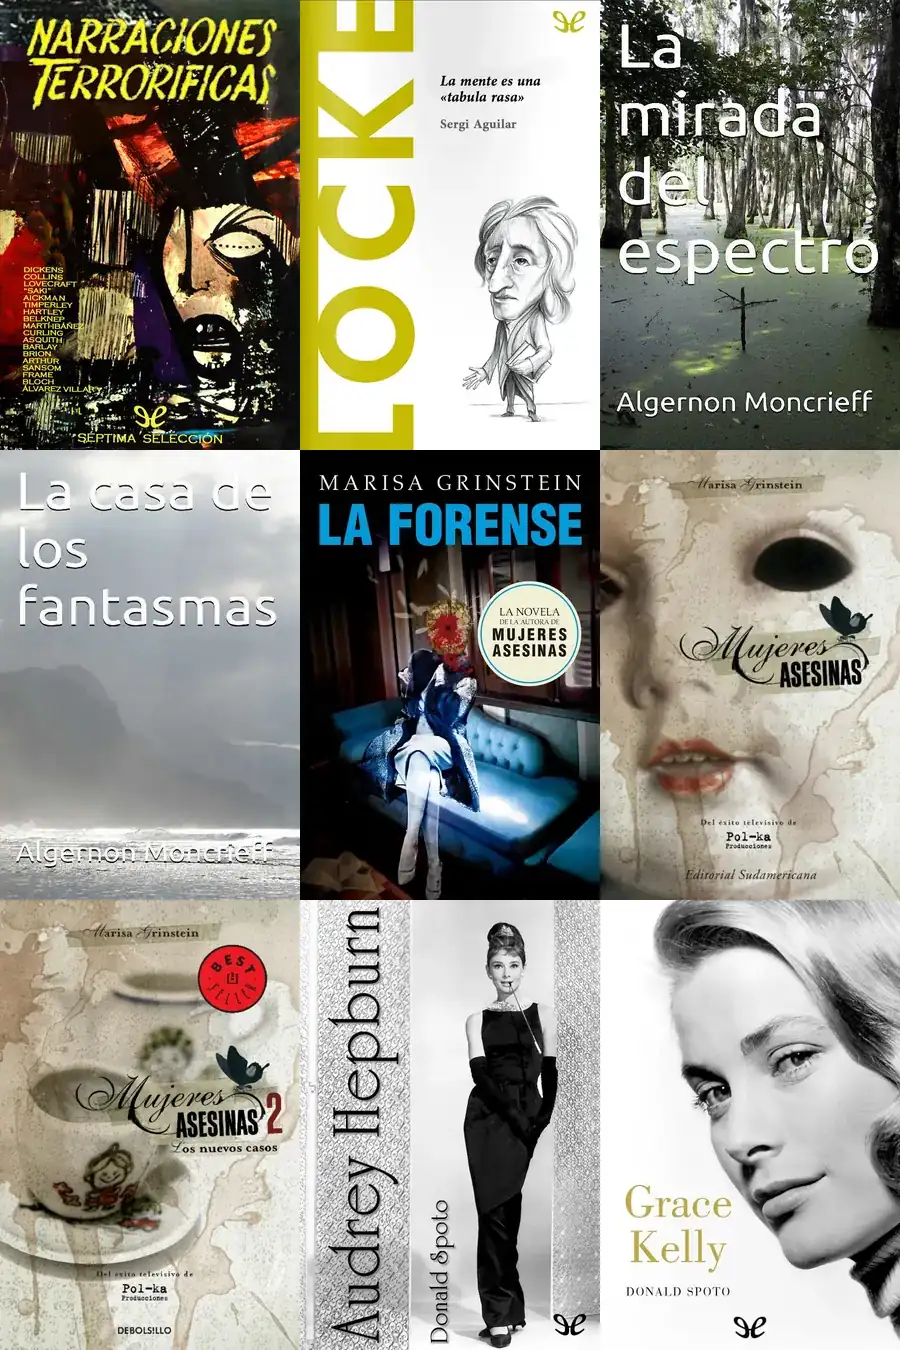 NARRACIONES
TERRORIFICAS
DICKENS
COLLINS
LOVECRAFT
"SAKI"
AICKMAN
TIMPERLEY
HARTLEY
BELKNEP
MARTHBÁÑEZ
CURLING
ASQUITH
BARLAY
BRION
ARTHUR
SANSOM
FRAME
BLOCH
ÁLVAREZ VILLAR
SÉPTIMA SELECCIÓN
LOCKE
La mente es una
«tabula rasa»
Sergi Aguilar
La
mirada
del
espectro
Algernon Moncrieff
La casa de
los
fantasmas
Algernon Moncrieff
MARISA GRINSTEIN
LA FORENSE
LA NOVELA
DE LA AUTORA DE
MUJERES
ASESINAS
Marisa Grinstein
Mujeres
ASESINAS
Del éxito televisivo de
Pol-ka
Producciones
Editorial Sudamericana
Marisa Grinstein
BEST
SELLER
Mujeres
ASESINAS 2
Los nuevos casos
Del éxito televisivo de
Pol-ka
Producciones
DEBOLS!LLO
Audrey Hepburn
Donald Spoto
Grace
Kelly
DONALD SPOTO